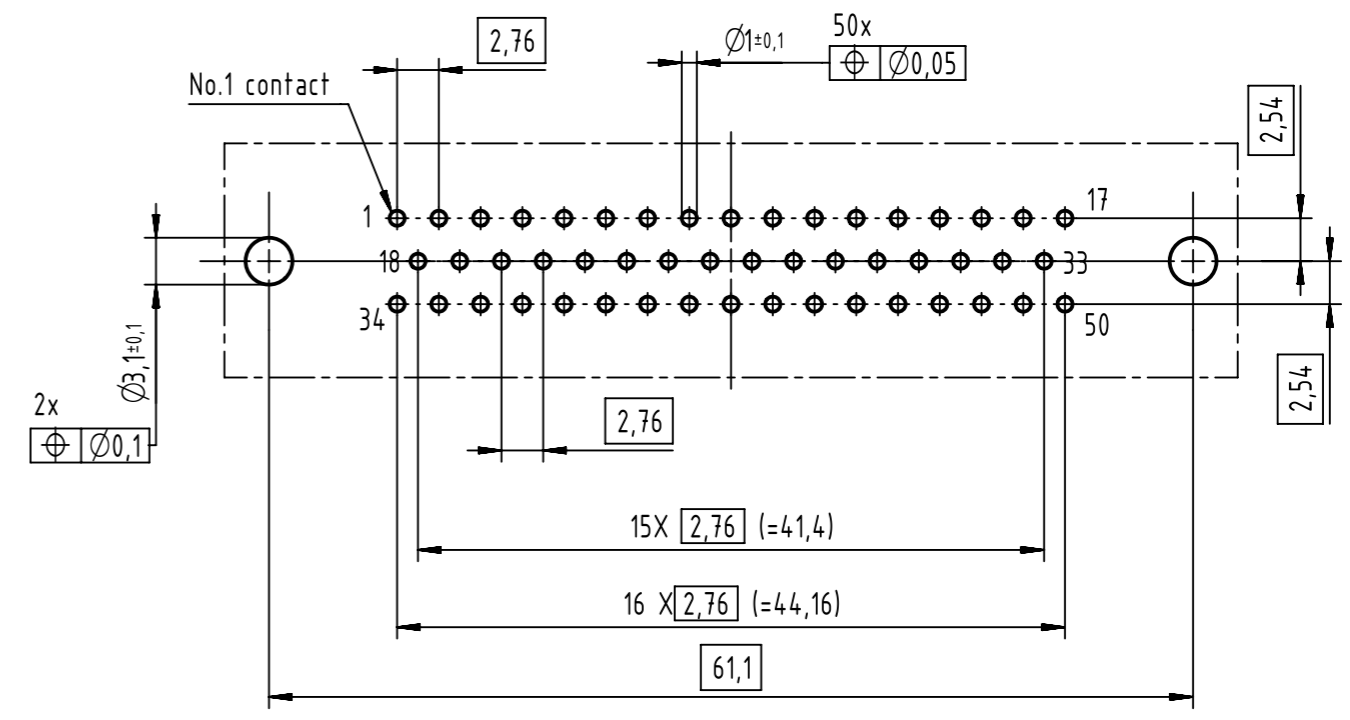 2,76
Ø1±0,1
50x
⌖ Ø0,05
No.1 contact
2,54
1
17
18
33
34
50
Ø3,1±0,1
2x
⌖ Ø0,1
2,54
2,76
15X 2,76 (=41,4)
16 X 2,76 (=44,16)
61,1